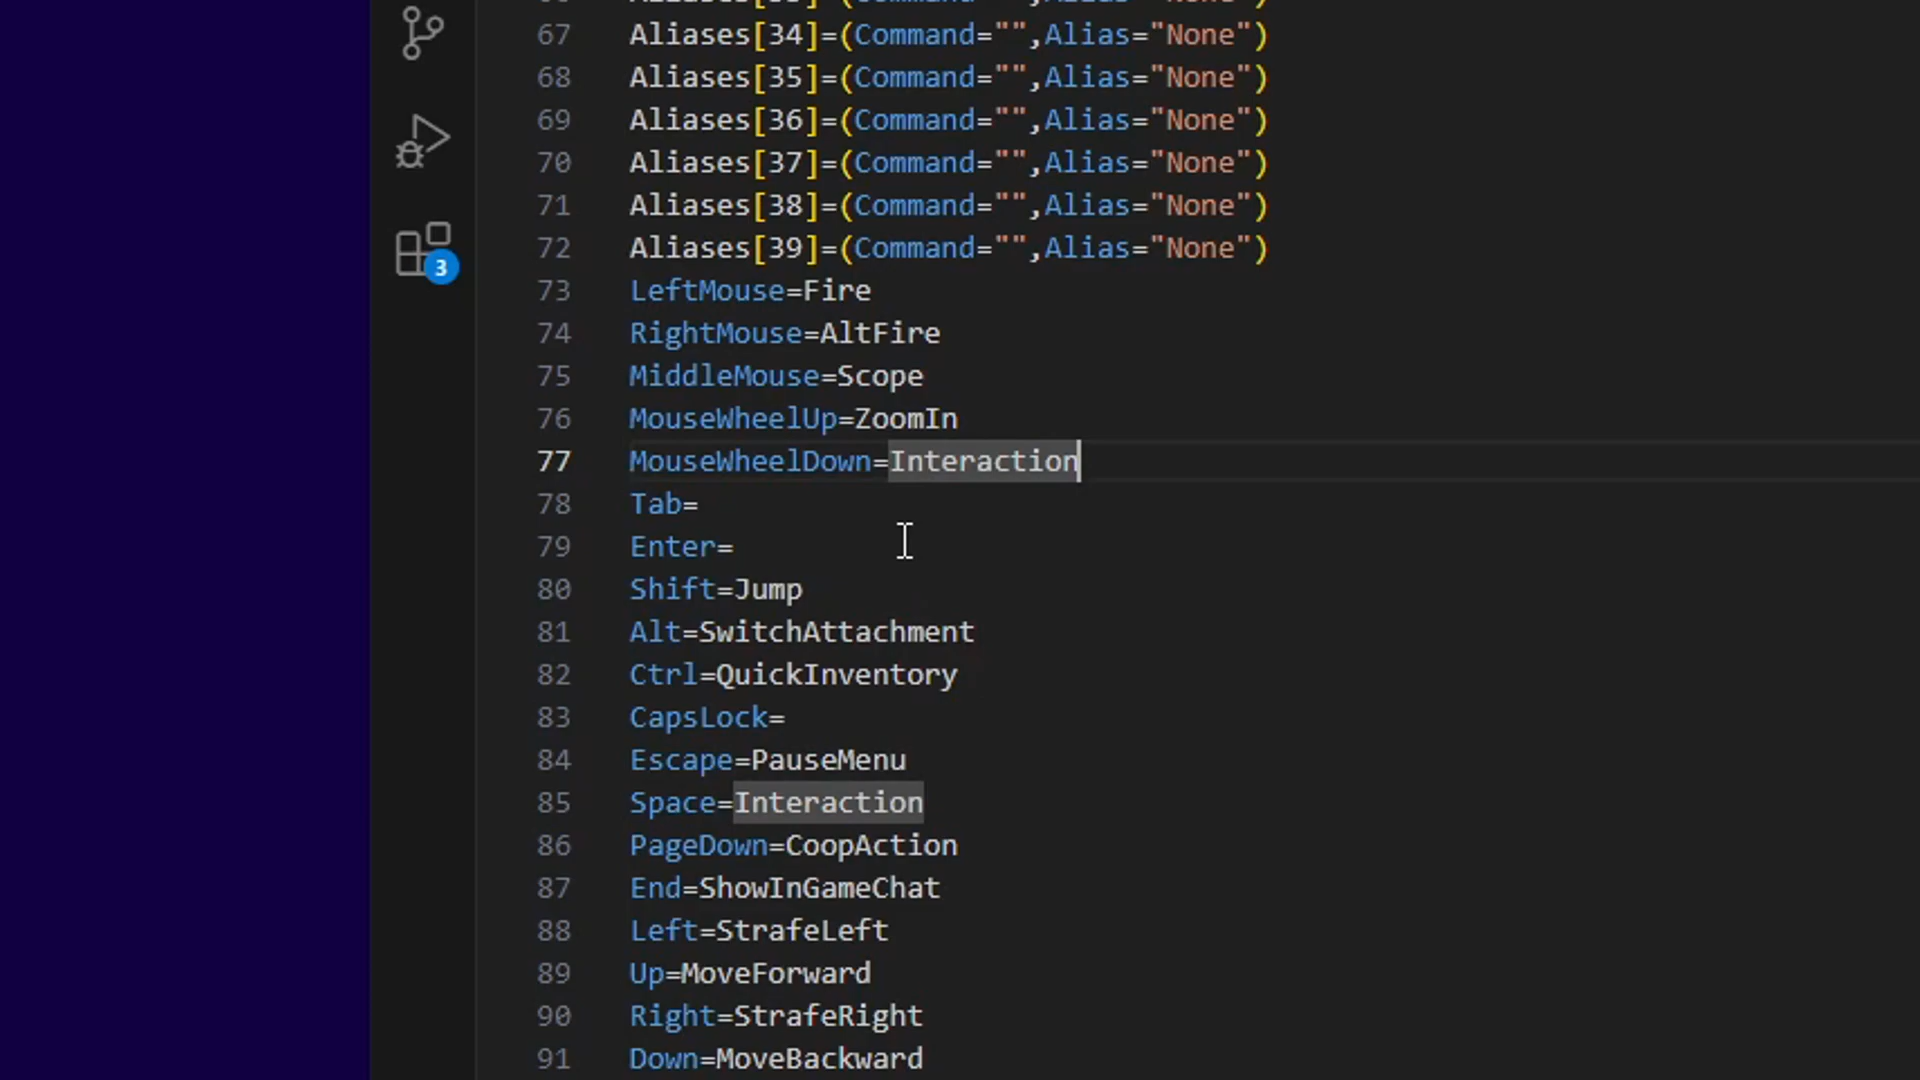 67 Aliases[34]=(Command="",Alias="None")
68 Aliases[35]=(Command="",Alias="None")
69 Aliases[36]=(Command="",Alias="None")
70 Aliases[37]=(Command="",Alias="None")
71 Aliases[38]=(Command="",Alias="None")
72 Aliases[39]=(Command="",Alias="None")
3
73 LeftMouse=Fire
74 RightMouse=AltFire
75 MiddleMouse=Scope
76 MouseWheelUp=ZoomIn
77 MouseWheelDown=Interaction
78 Tab=
79 Enter=
80 Shift=Jump
81 Alt=SwitchAttachment
82 Ctrl=QuickInventory
83 CapsLock=
84 Escape=PauseMenu
85 Space=Interaction
86 PageDown=CoopAction
87 End=ShowInGameChat
88 Left=StrafeLeft
89 Up=MoveForward
90 Right=StrafeRight
91 Down=MoveBackward